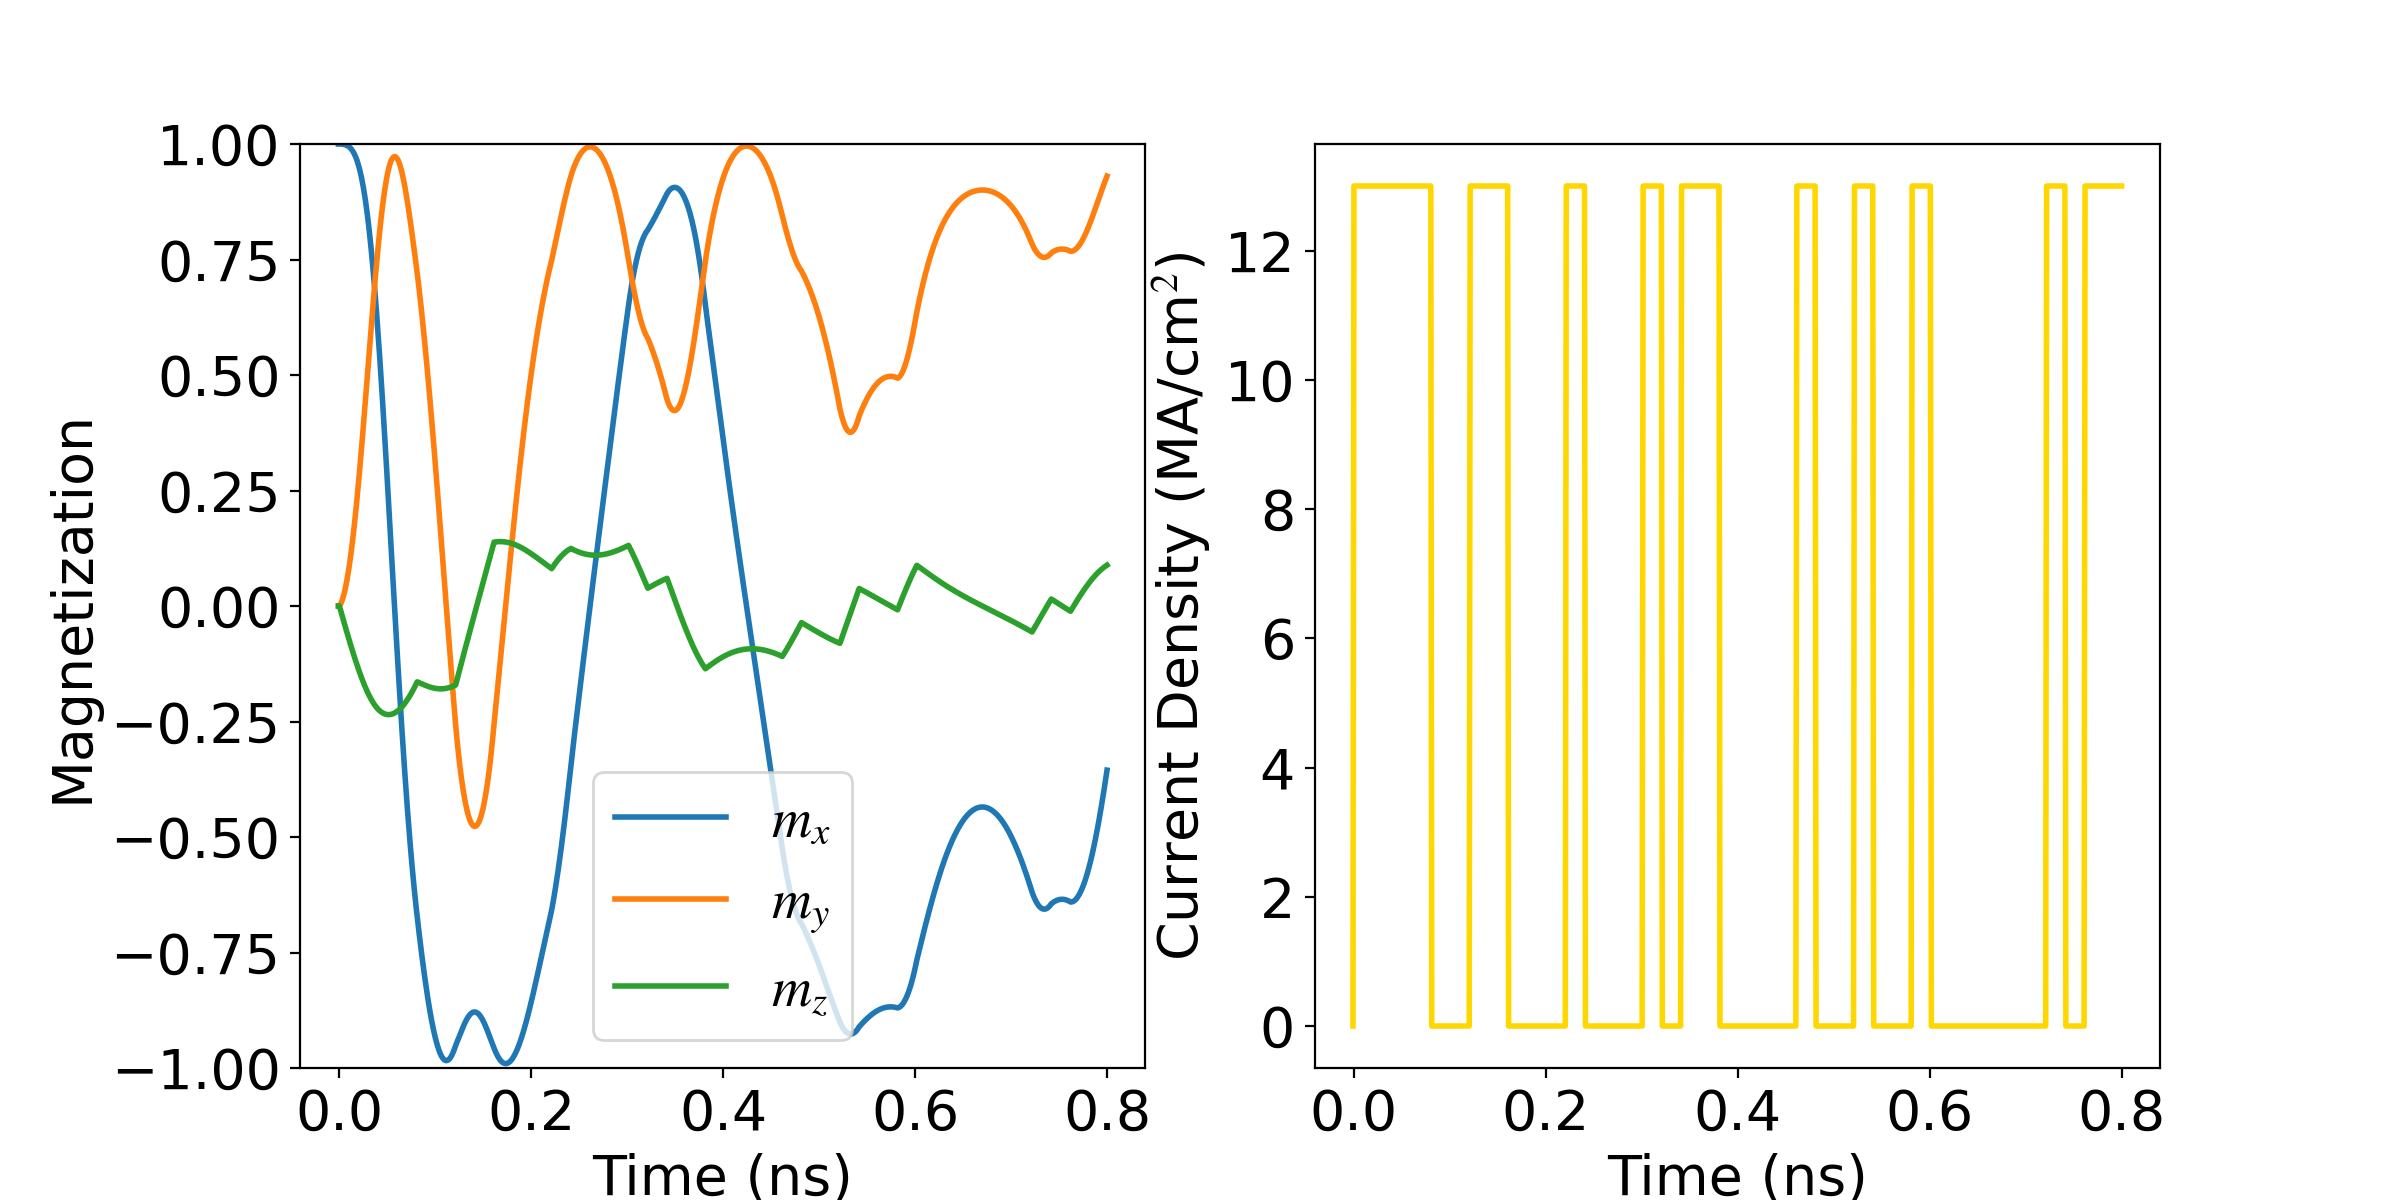 Magnetization
1.00
0.75
0.50
0.25
0.00
−0.25
−0.50
−0.75
−1.00
0.0 0.2 0.4 0.6 0.8
Time (ns)
m_x
m_y
m_z
Current Density (MA/cm²)
12
10
8
6
4
2
0
0.0 0.2 0.4 0.6 0.8
Time (ns)